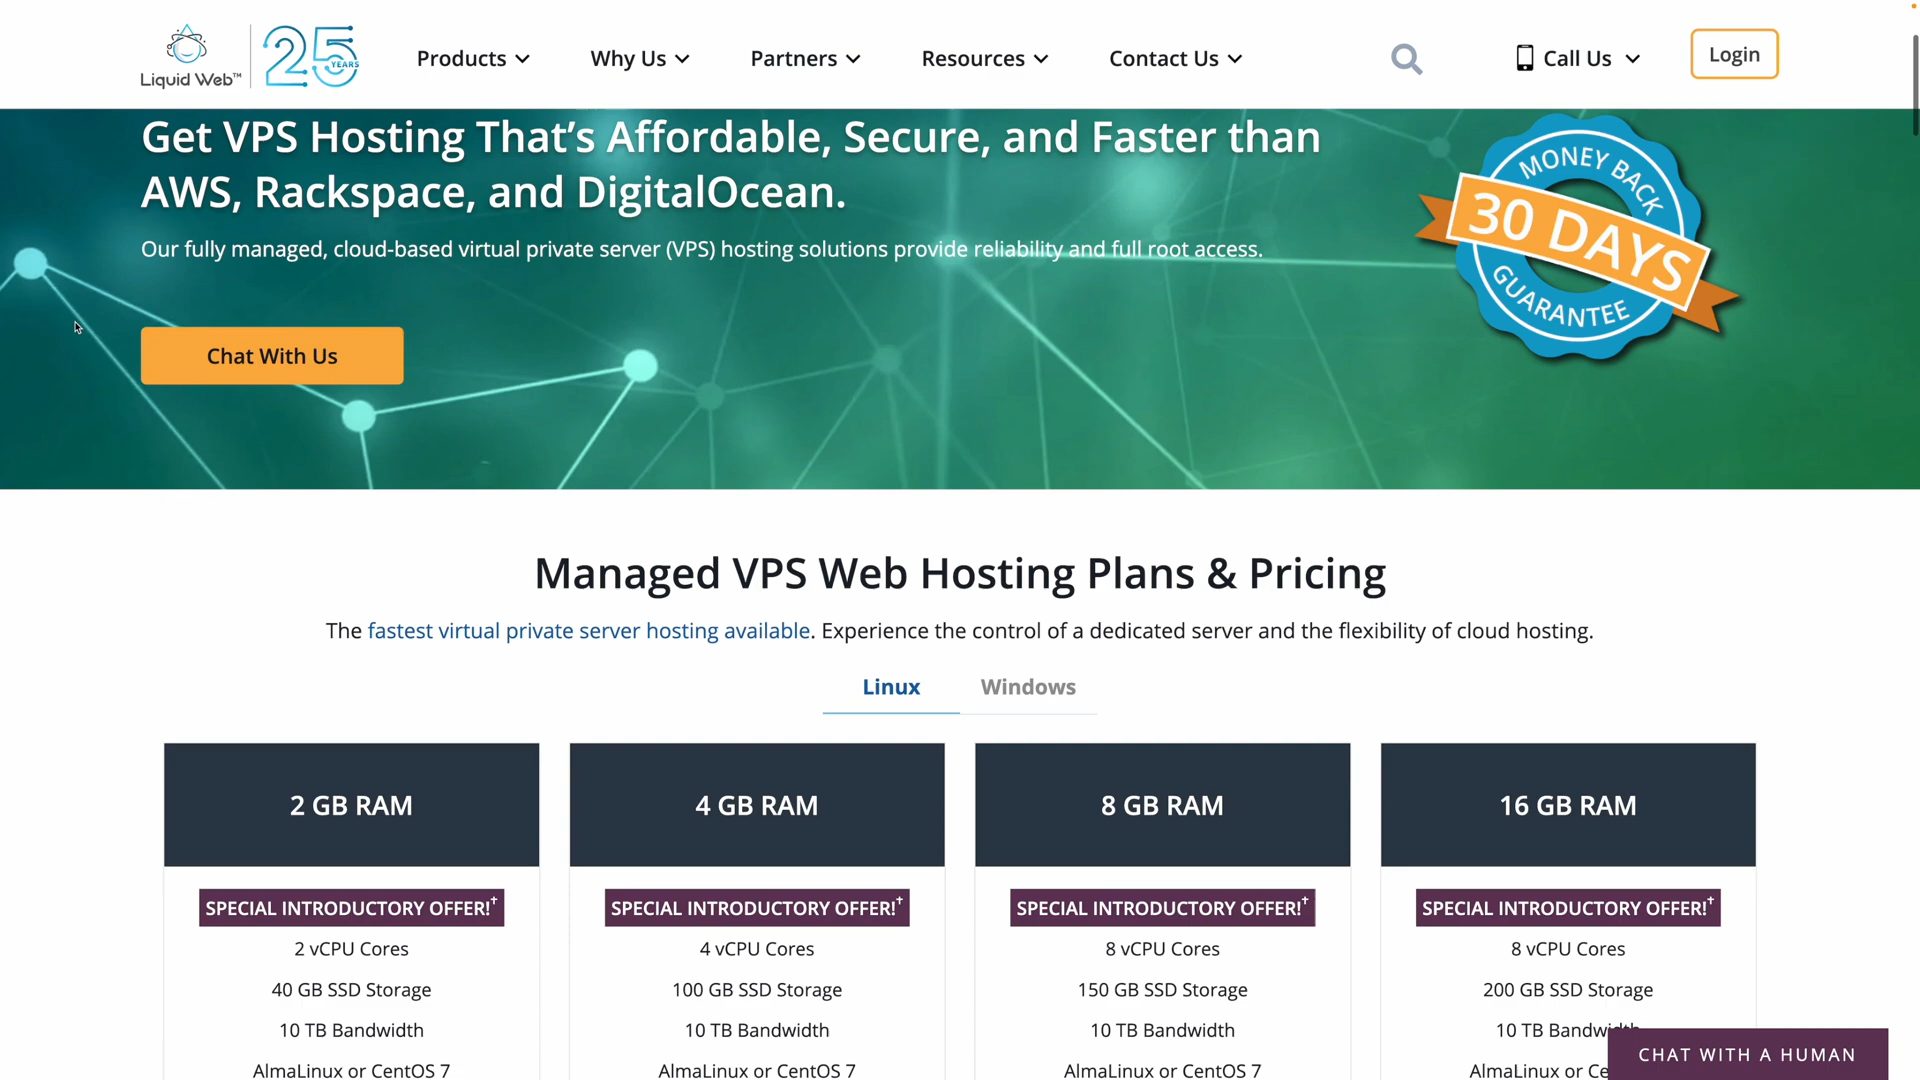 Liquid Web™
25 YEARS
Products
Why Us
Partners
Resources
Contact Us
Call Us
Login
Get VPS Hosting That’s Affordable, Secure, and Faster than
AWS, Rackspace, and DigitalOcean.
Our fully managed, cloud-based virtual private server (VPS) hosting solutions provide reliability and full root access.
Chat With Us
MONEY BACK
30 DAYS
GUARANTEE
Managed VPS Web Hosting Plans & Pricing
The fastest virtual private server hosting available. Experience the control of a dedicated server and the flexibility of cloud hosting.
Linux
Windows
2 GB RAM
SPECIAL INTRODUCTORY OFFER!†
2 vCPU Cores
40 GB SSD Storage
10 TB Bandwidth
AlmaLinux or CentOS 7
4 GB RAM
SPECIAL INTRODUCTORY OFFER!†
4 vCPU Cores
100 GB SSD Storage
10 TB Bandwidth
AlmaLinux or CentOS 7
8 GB RAM
SPECIAL INTRODUCTORY OFFER!†
8 vCPU Cores
150 GB SSD Storage
10 TB Bandwidth
AlmaLinux or CentOS 7
16 GB RAM
SPECIAL INTRODUCTORY OFFER!†
8 vCPU Cores
200 GB SSD Storage
10 TB Bandwidth
AlmaLinux or Ce
CHAT WITH A HUMAN